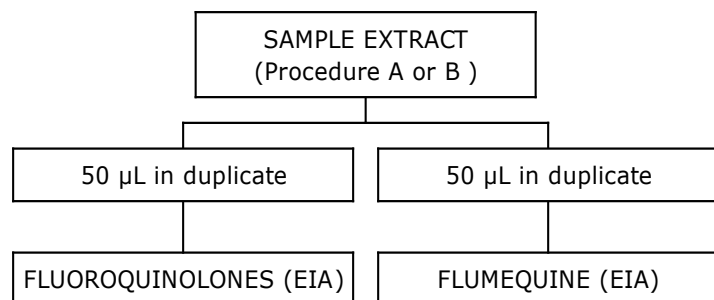 SAMPLE EXTRACT
(Procedure A or B )
50 µL in duplicate
50 µL in duplicate
FLUOROQUINOLONES (EIA)
FLUMEQUINE (EIA)